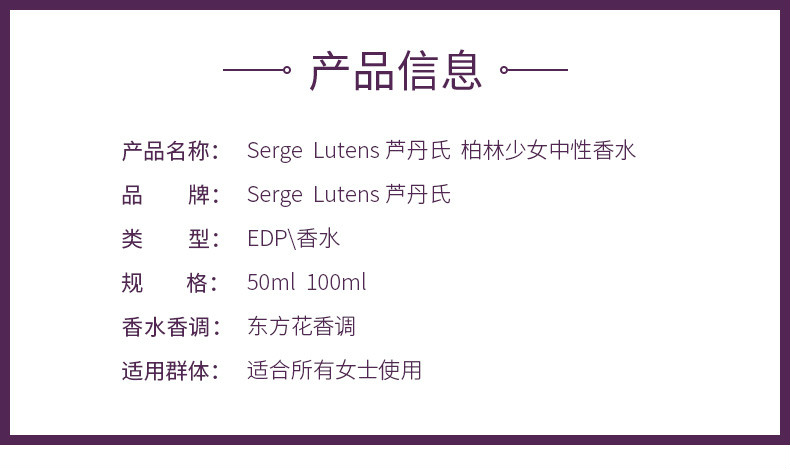 产品信息
产品名称： Serge Lutens 芦丹氏 柏林少女中性香水
品 牌： Serge Lutens 芦丹氏
类 型： EDP\香水
规 格： 50ml 100ml
香水香调： 东方花香调
适用群体： 适合所有女士使用